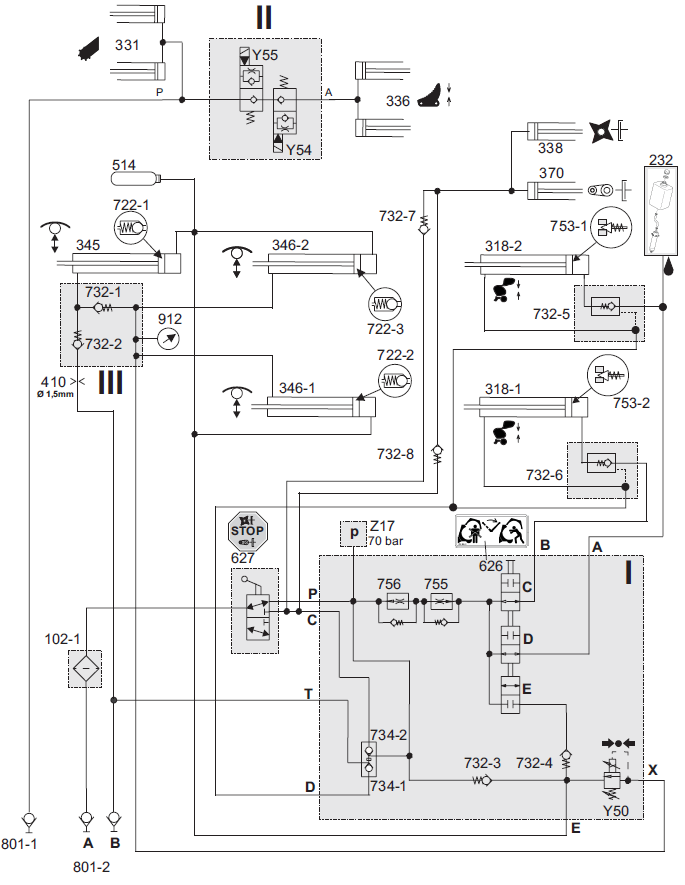 II
331
Y55
P
A
336
Y54
338
514
370
232
722-1
732-7
753-1
345
346-2
318-2
732-1
732-5
912
722-3
732-2
722-2
410 ><
Ø 1,5mm
III
346-1
318-1
753-2
732-8
732-6
STOP
p
Z17
70 bar
627
626
B
A
I
P
756
755
C
C
D
102-1
E
T
734-2
732-3
732-4
X
D
734-1
Y50
E
801-1
A
B
801-2